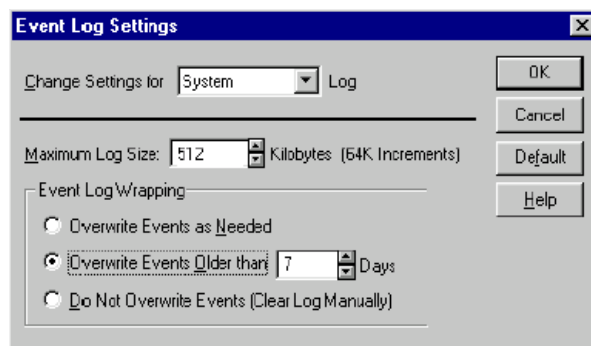 Event Log Settings
Change Settings for System Log
OK
Cancel
Maximum Log Size: 512 Kilobytes (64K Increments)
Default
Help
Event Log Wrapping
Overwrite Events as Needed
Overwrite Events Older than 7 Days
Do Not Overwrite Events (Clear Log Manually)